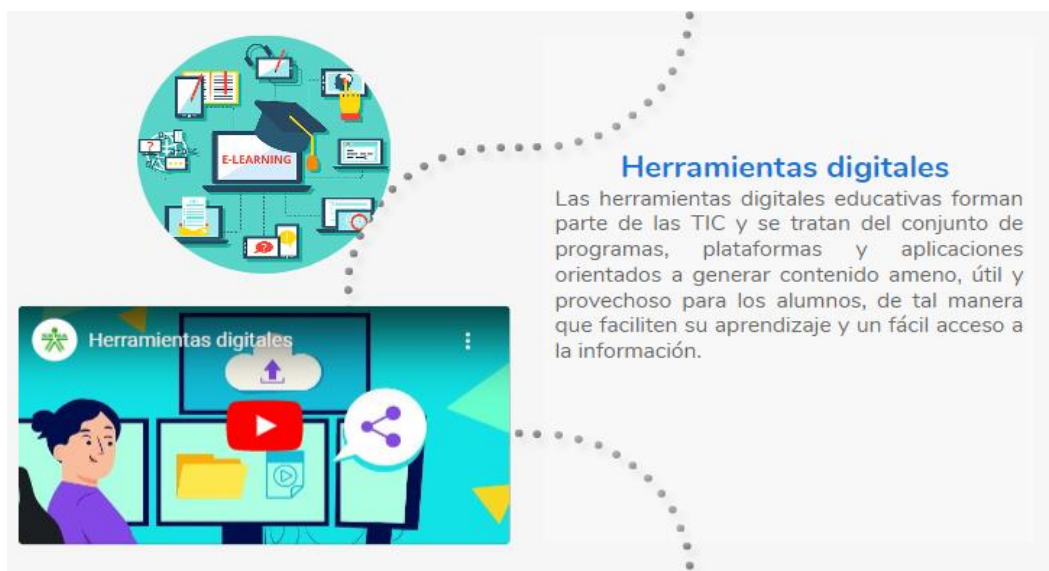 E-LEARNING
Herramientas digitales
Las herramientas digitales educativas forman
parte de las TIC y se tratan del conjunto de
programas, plataformas y aplicaciones
orientados a generar contenido ameno, útil y
provechoso para los alumnos, de tal manera
que faciliten su aprendizaje y un fácil acceso a
la información.
SENA
Herramientas digitales